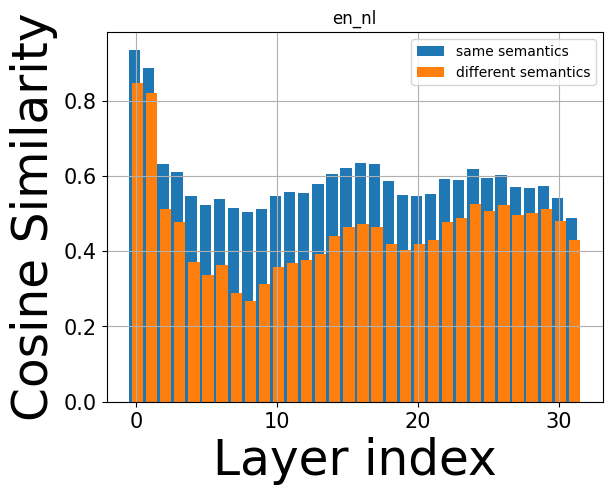 en_nl
same semantics
different semantics
Cosine Similarity
0.8
0.6
0.4
0.2
0.0
0 10 20 30
Layer index